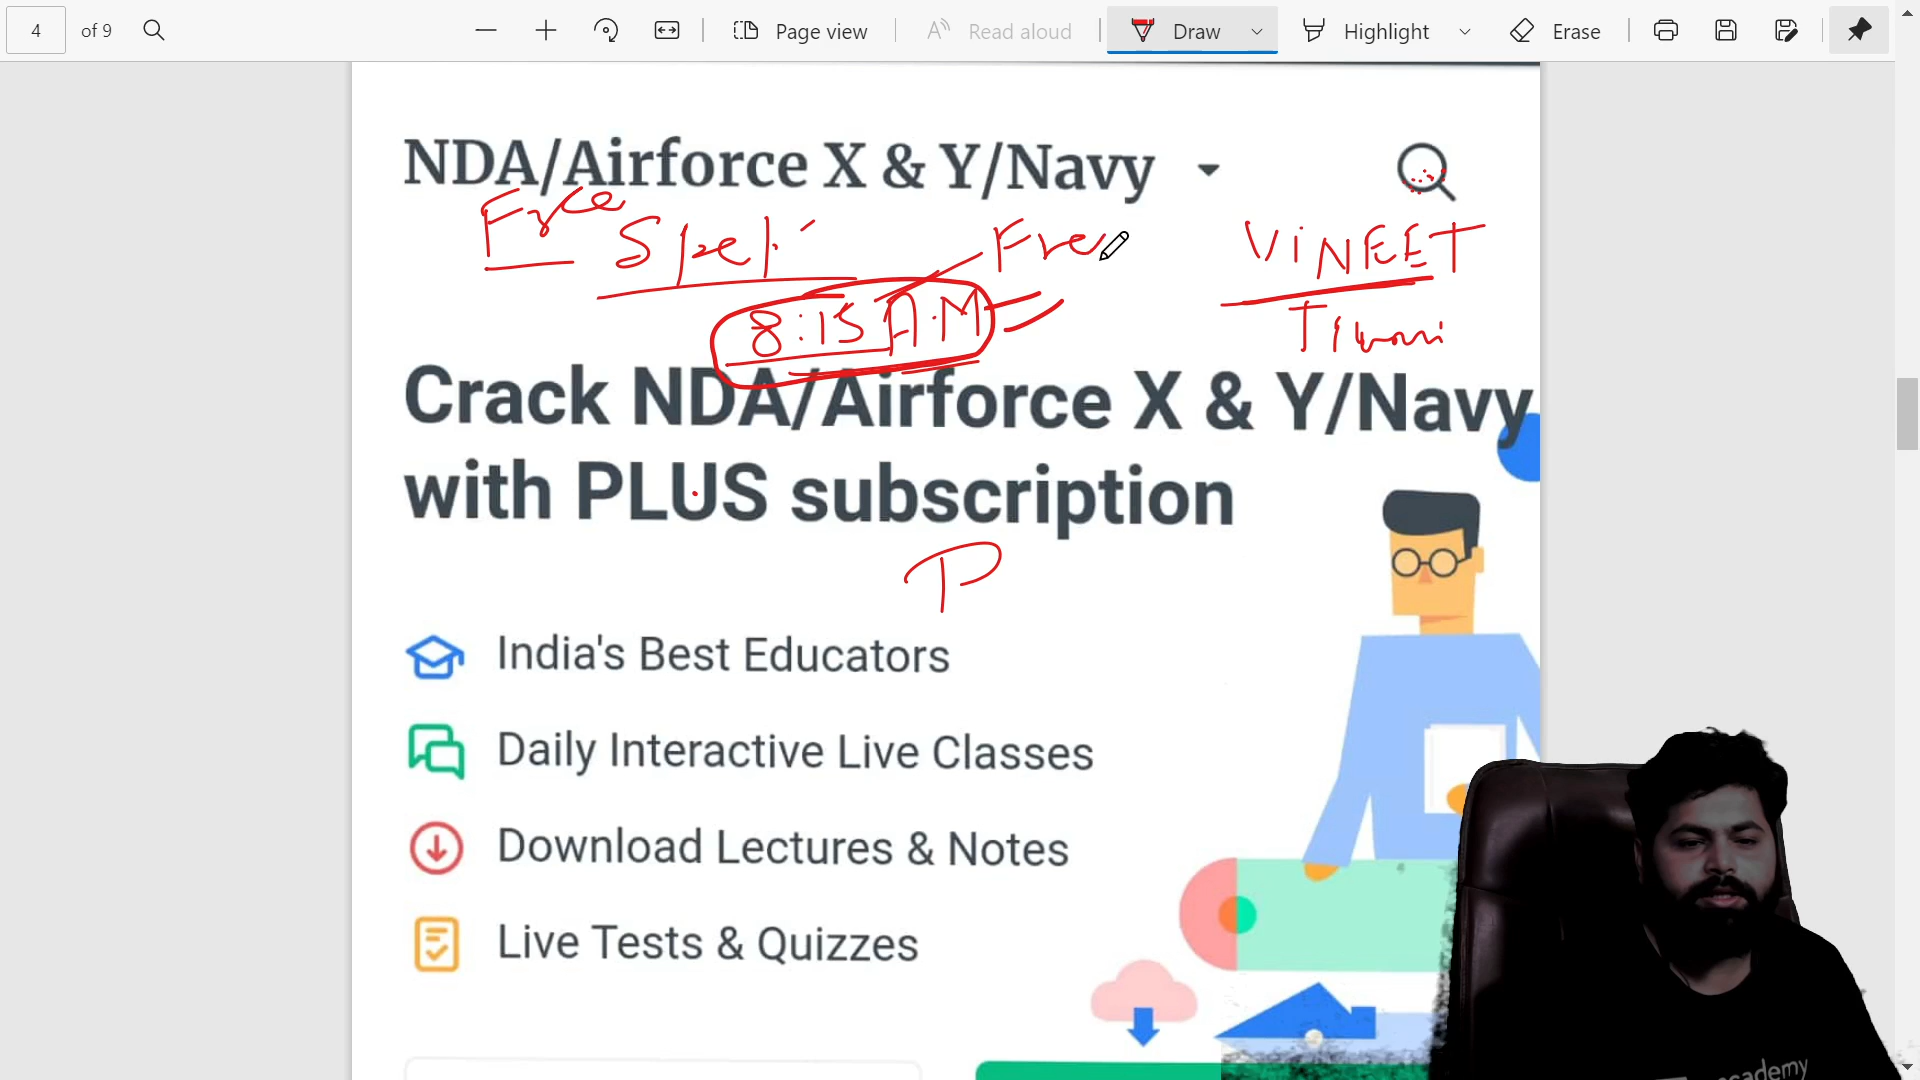 4 of 9 Page view Read aloud Draw Highlight Erase
NDA/Airforce X & Y/Navy
Free
Free
ViNEET
8:15 A.M
Crack NDA/Airforce X & Y/Navy
with PLUS subscription
P
India's Best Educators
Daily Interactive Live Classes
Download Lectures & Notes
Live Tests & Quizzes